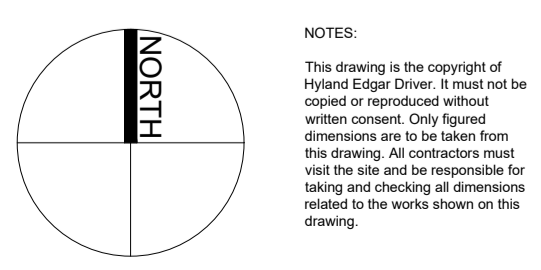 NORTH
NOTES:
This drawing is the copyright of
Hyland Edgar Driver. It must not be
copied or reproduced without
written consent. Only figured
dimensions are to be taken from
this drawing. All contractors must
visit the site and be responsible for
taking and checking all dimensions
related to the works shown on this
drawing.